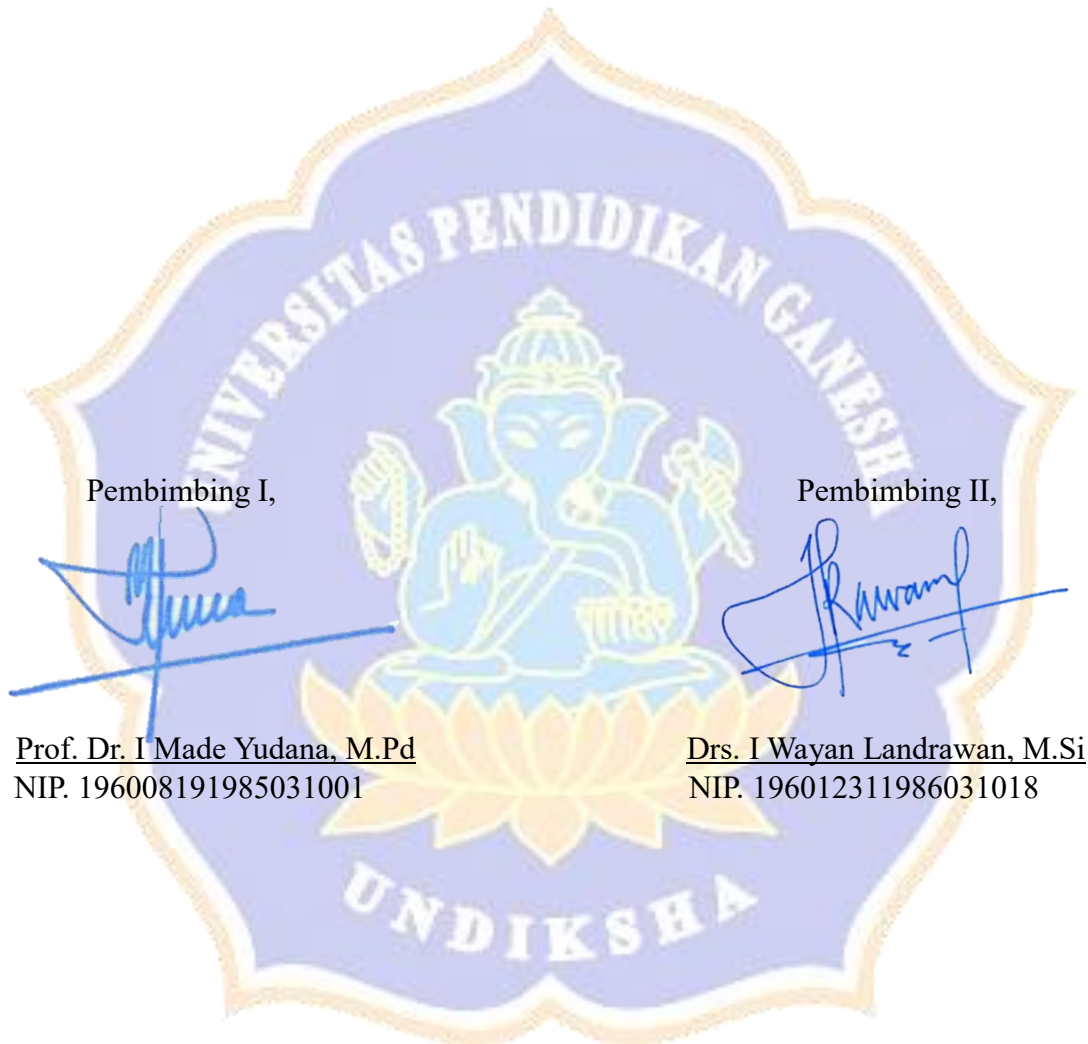 UNIVERSITAS PENDIDIKAN GANESHA
Pembimbing I, Pembimbing II,
Prof. Dr. I Made Yudana, M.Pd Drs. I Wayan Landrawan, M.Si
NIP. 196008191985031001 NIP. 196012311986031018
UNDIKSHA